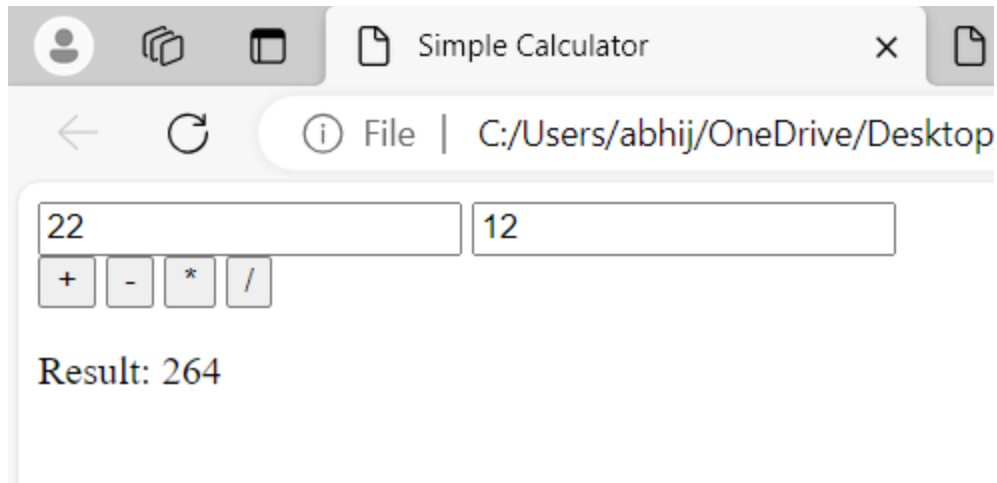 Simple Calculator
File | C:/Users/abhij/OneDrive/Desktop
22 12
+ - * /
Result: 264